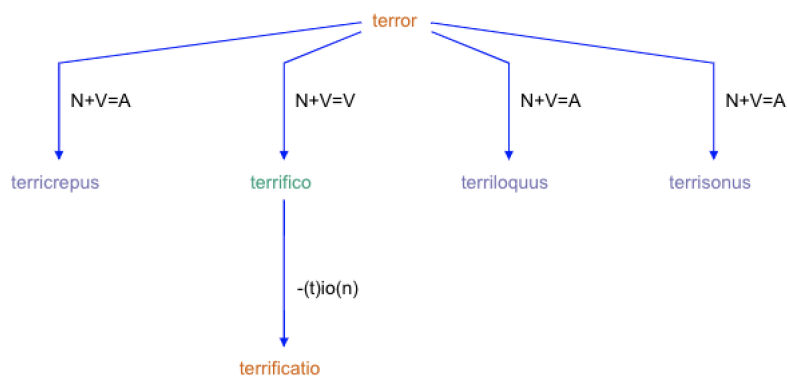 terror
N+V=A N+V=V N+V=A N+V=A
terricrepus terrifico terriloquus terrisonus
-(t)io(n)
terrificatio